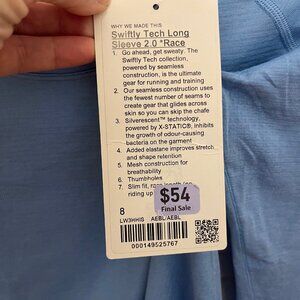 WHY WE MADE THIS
Swiftly Tech Long
Sleeve 2.0 *Race
1. Go ahead, get sweaty. The
Swiftly Tech collection,
powered by seamless
construction, is the ultimate
gear for running and training
2. Our seamless construction uses
the fewest number of seams to
create gear that glides across
skin so you can skip the chafe
3. Silverescent™ technology,
powered by X-STATIC®, inhibits
the growth of odour-causing
bacteria on the garment
4. Added elastane improves stretch
and shape retention
5. Mesh construction for
breathability
6. Thumbholes
7. Slim fit, race length (no
riding up
$54
Final Sale
8
LW3HHIS AEBL/AEBL
000149525767